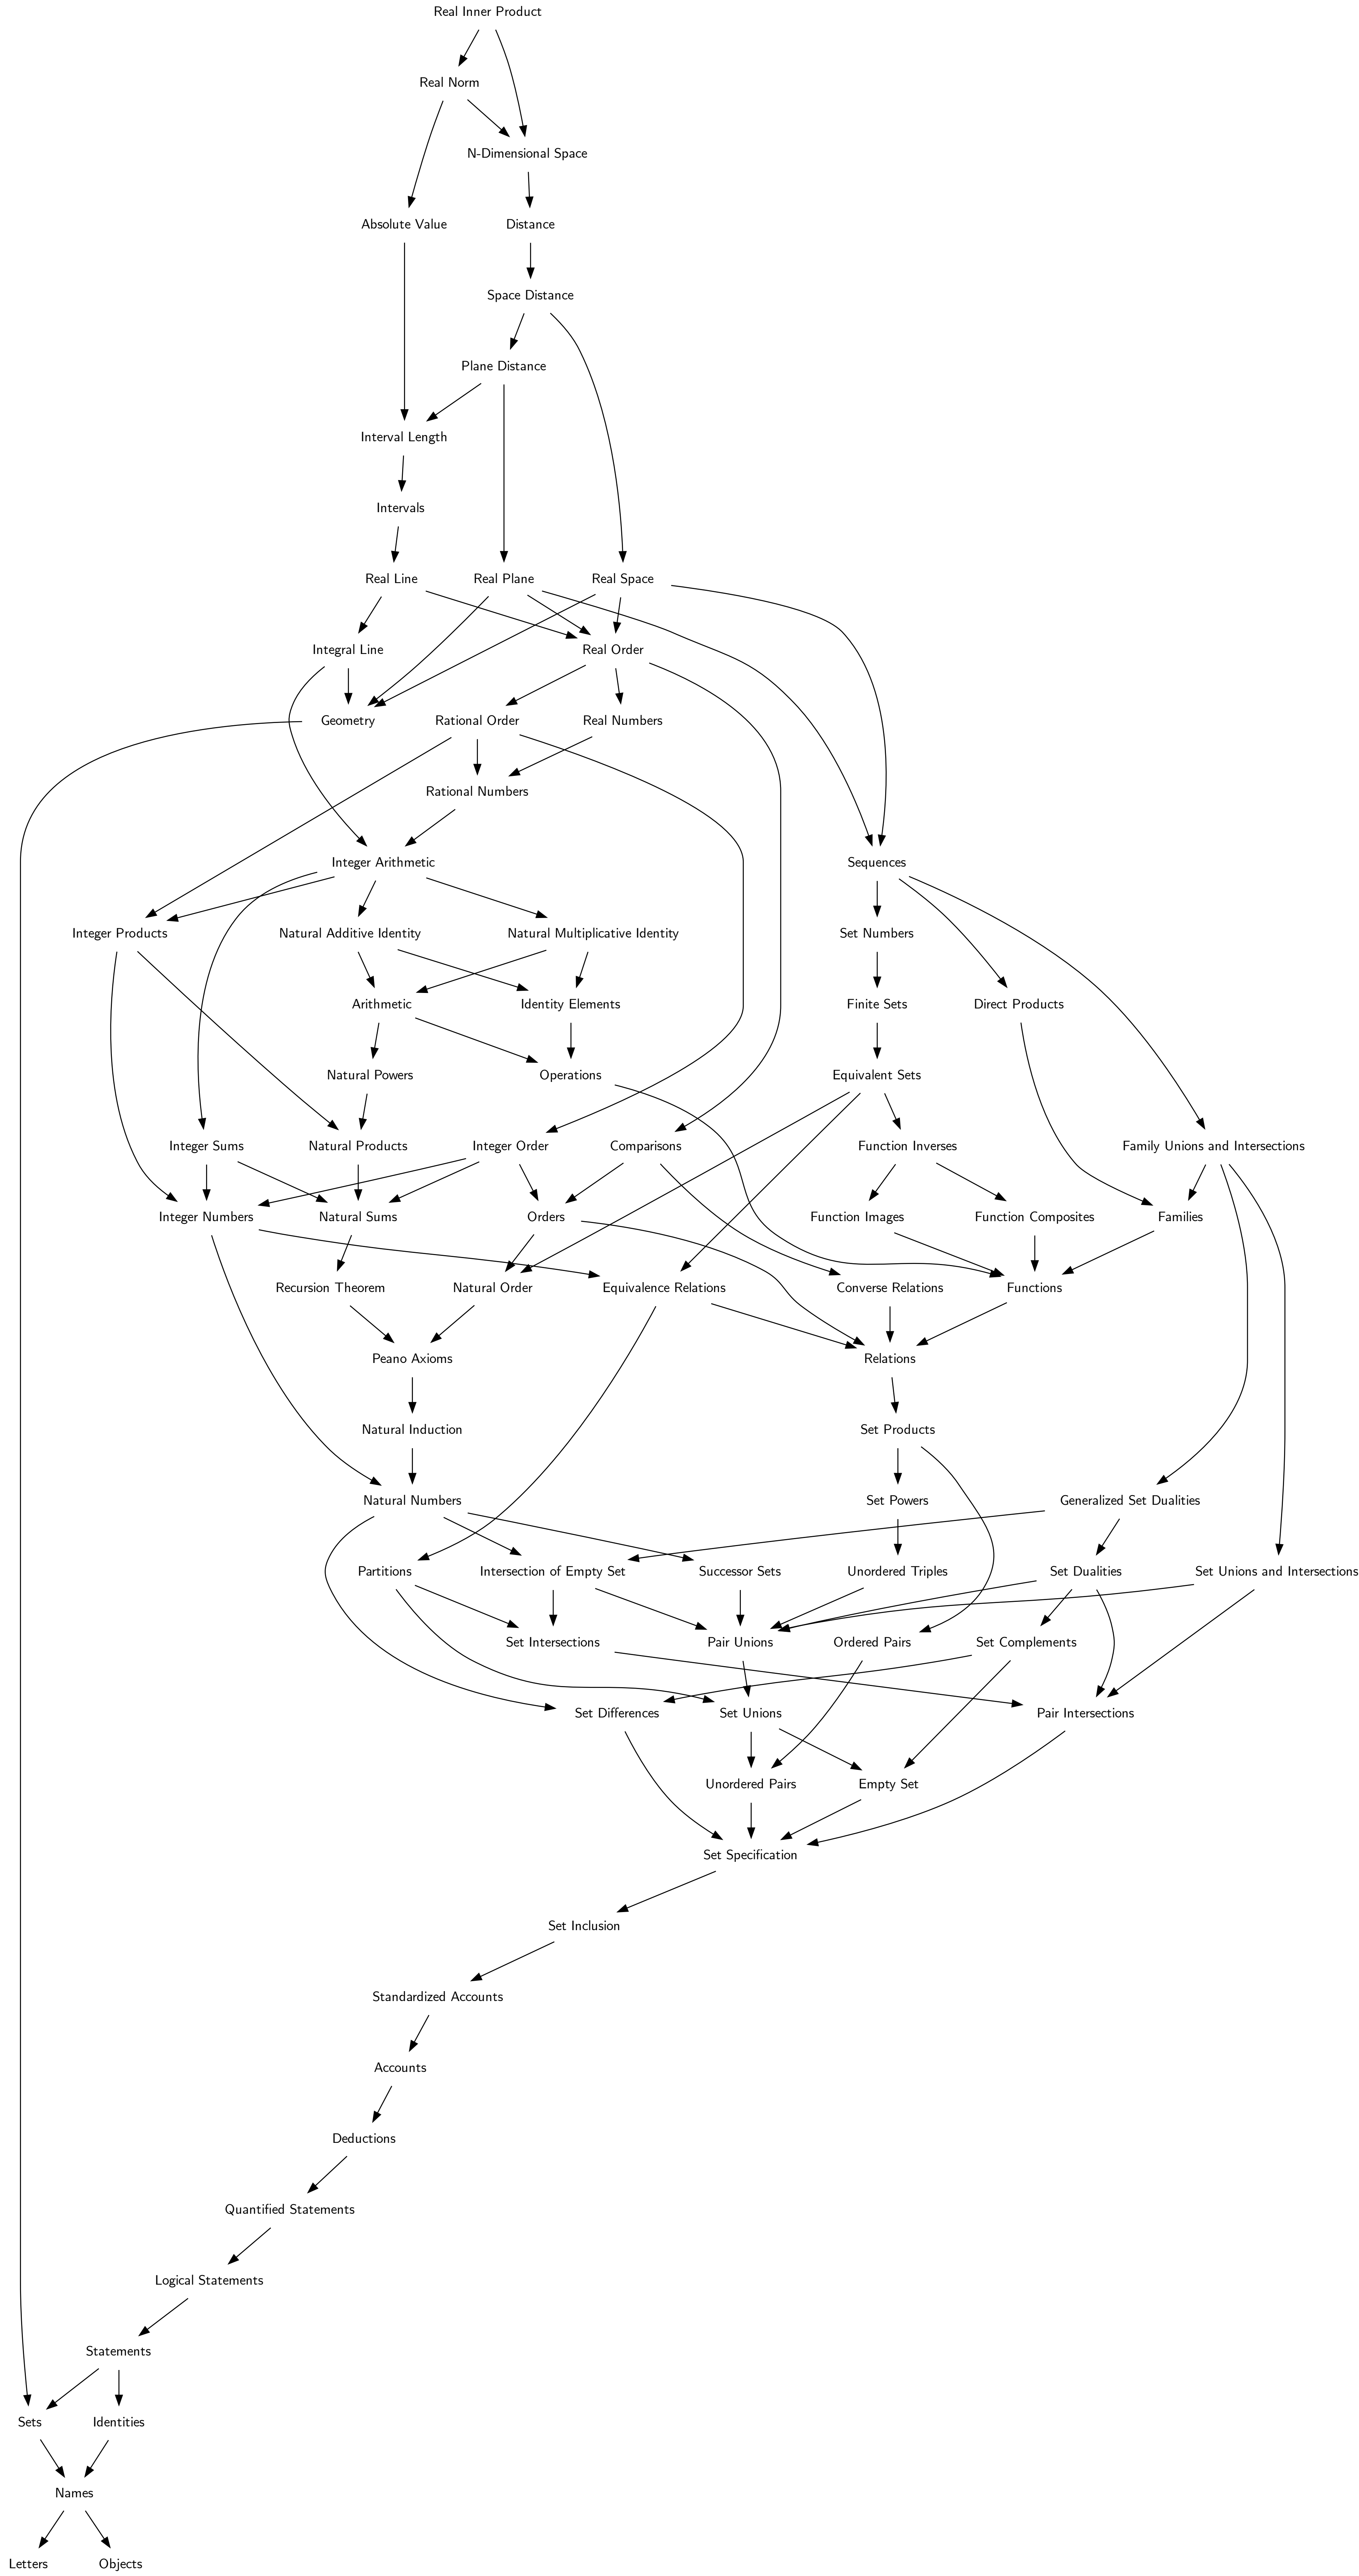 Real Inner Product
Real Norm
N-Dimensional Space
Absolute Value
Distance
Space Distance
Plane Distance
Interval Length
Intervals
Real Line
Real Plane
Real Space
Integral Line
Real Order
Geometry
Rational Order
Real Numbers
Rational Numbers
Integer Arithmetic
Sequences
Integer Products
Natural Additive Identity
Natural Multiplicative Identity
Set Numbers
Arithmetic
Identity Elements
Finite Sets
Direct Products
Natural Powers
Operations
Equivalent Sets
Integer Sums
Natural Products
Integer Order
Comparisons
Function Inverses
Family Unions and Intersections
Integer Numbers
Natural Sums
Orders
Function Images
Function Composites
Families
Recursion Theorem
Natural Order
Equivalence Relations
Converse Relations
Functions
Peano Axioms
Relations
Natural Induction
Set Products
Natural Numbers
Set Powers
Generalized Set Dualities
Partitions
Intersection of Empty Set
Successor Sets
Unordered Triples
Set Dualities
Set Unions and Intersections
Set Intersections
Pair Unions
Ordered Pairs
Set Complements
Set Differences
Set Unions
Pair Intersections
Unordered Pairs
Empty Set
Set Specification
Set Inclusion
Standardized Accounts
Accounts
Deductions
Quantified Statements
Logical Statements
Statements
Sets
Identities
Names
Letters
Objects